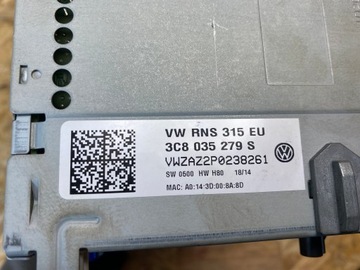 VW RNS 315 EU
3C8 035 279 S
VWZAZ2P0238261
SW 0500 HW H80 18/14
MAC: A0:14:3D:00:8A:8D